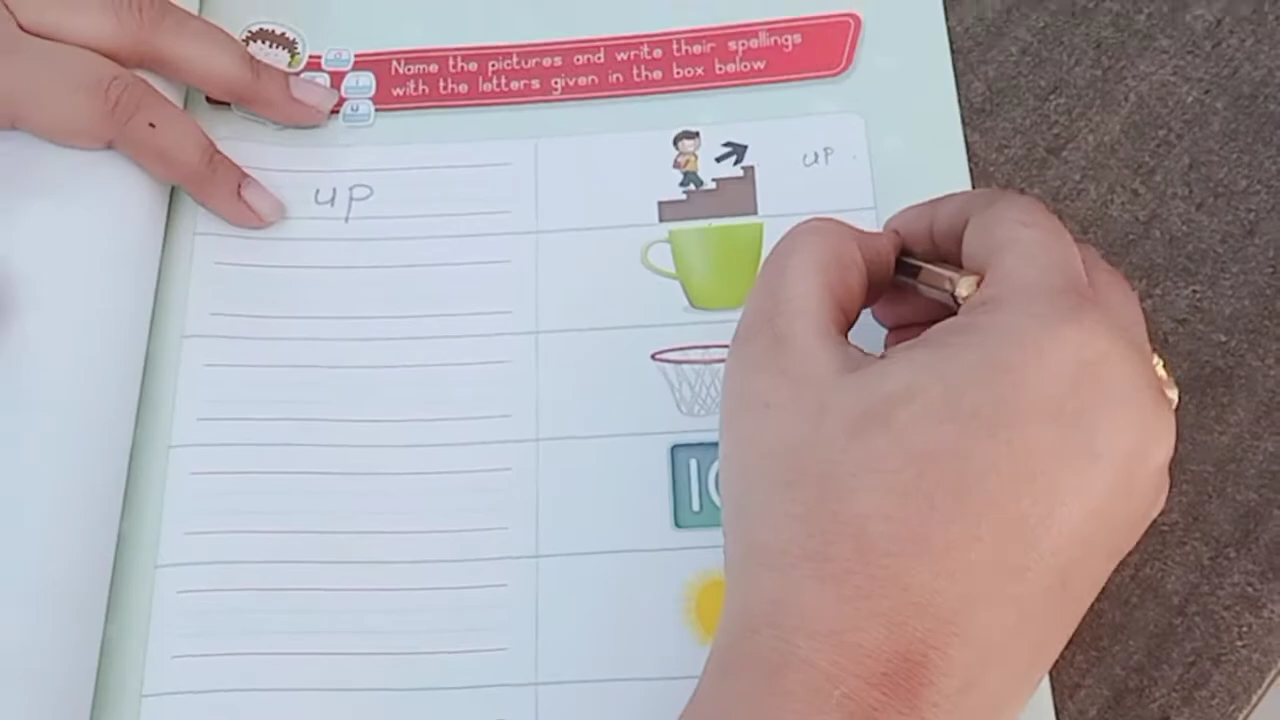 Name the pictures and write their spellings
with the letters given in the box below
up up